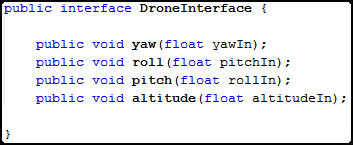 public interface DroneInterface {
public void yaw(float yawIn);
public void roll(float pitchIn);
public void pitch(float rollIn);
public void altitude(float altitudeIn);
}